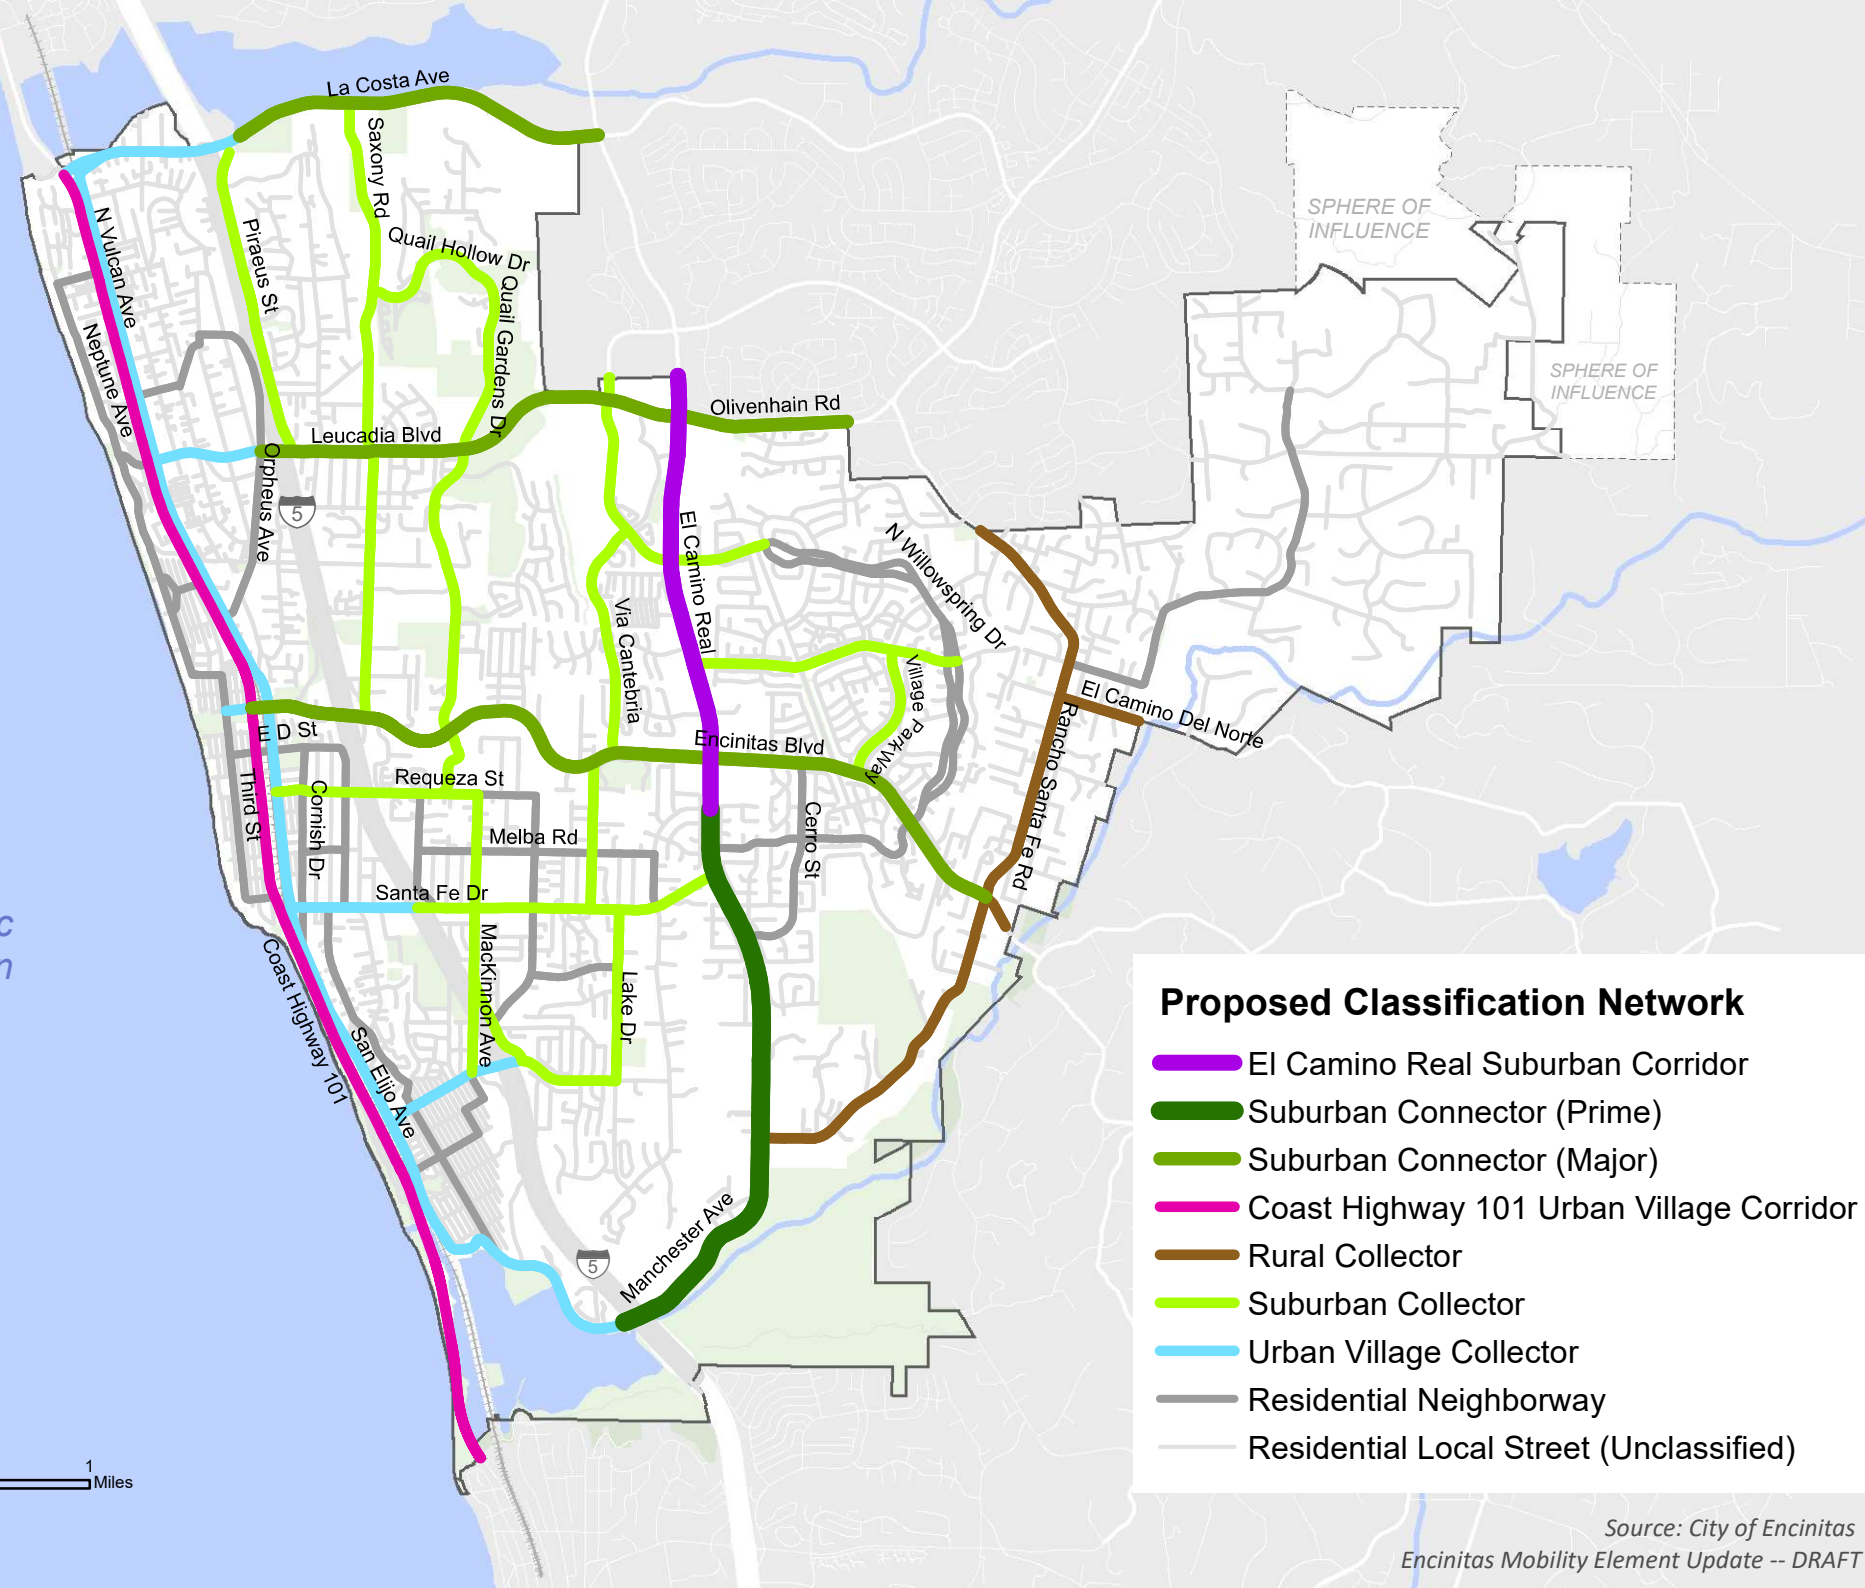 La Costa Ave
Saxony Rd
Quail Hollow Dr
N Vulcan Ave
Piraeus St
Quail Gardens Dr
Neptune Ave
Leucadia Blvd
Olivenhain Rd
Orpheus Ave
5
El Camino Real
N Willowspring Dr
Via Cantebria
Village Park Way
El Camino Del Norte
Rancho Santa Fe Rd
E D St
Encinitas Blvd
Requeza St
Third St
Cornish Dr
Melba Rd
Cerro St
Santa Fe Dr
MacKinnon Ave
Lake Dr
Coast Highway 101
San Elijo Ave
Manchester Ave
5
SPHERE OF
INFLUENCE
SPHERE OF
INFLUENCE
c
n
1
Miles
Proposed Classification Network
El Camino Real Suburban Corridor
Suburban Connector (Prime)
Suburban Connector (Major)
Coast Highway 101 Urban Village Corridor
Rural Collector
Suburban Collector
Urban Village Collector
Residential Neighborway
Residential Local Street (Unclassified)
Source: City of Encinitas
Encinitas Mobility Element Update -- DRAFT